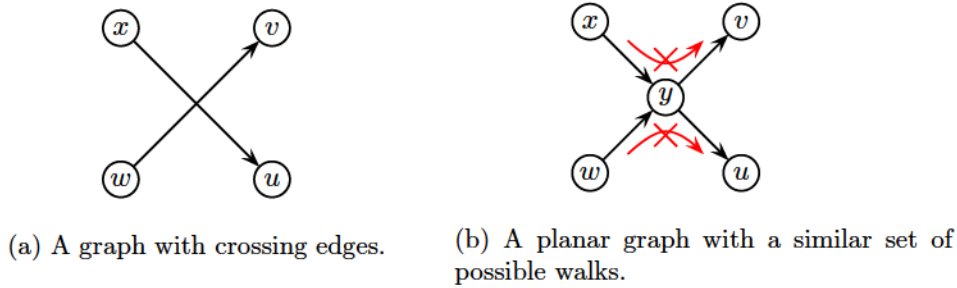 x v
w u
(a) A graph with crossing edges.
x v
y
w u
(b) A planar graph with a similar set of
possible walks.